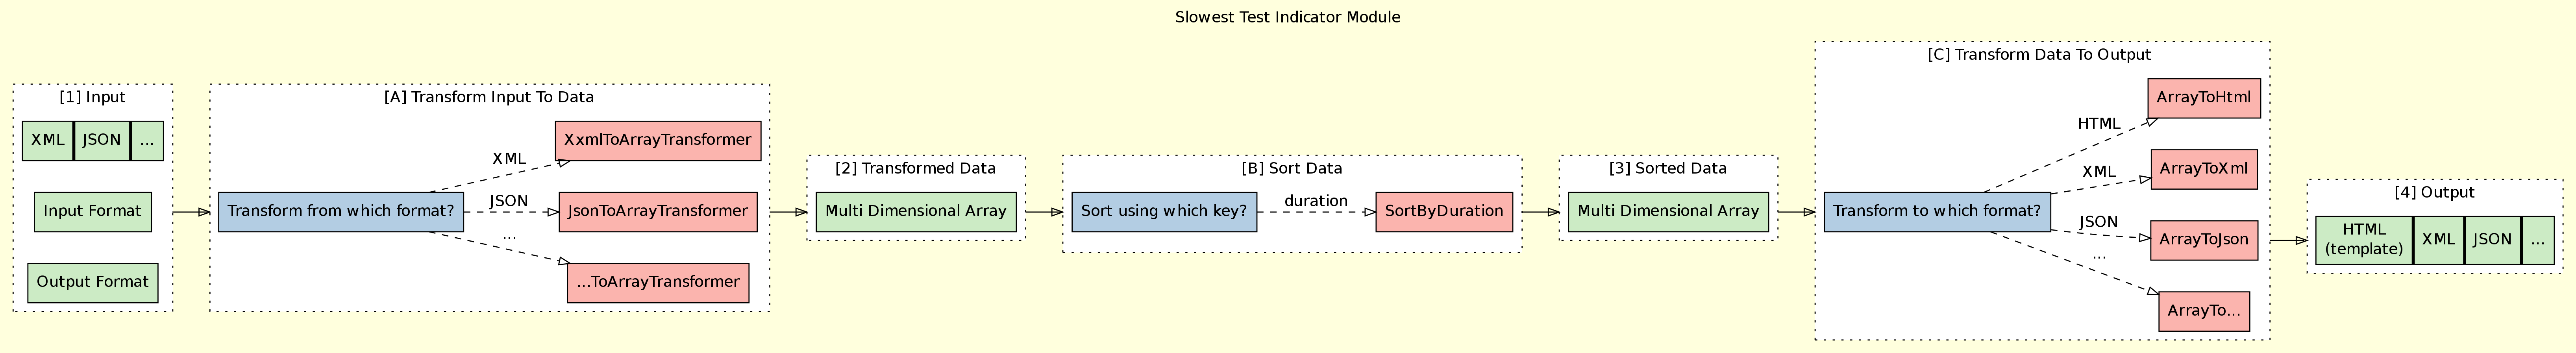 Slowest Test Indicator Module
[1] Input
XML JSON ...
Input Format
Output Format
[A] Transform Input To Data
Transform from which format?
XML
JSON
...
XxmlToArrayTransformer
JsonToArrayTransformer
...ToArrayTransformer
[2] Transformed Data
Multi Dimensional Array
[B] Sort Data
Sort using which key?
duration
SortByDuration
[3] Sorted Data
Multi Dimensional Array
[C] Transform Data To Output
Transform to which format?
HTML
XML
JSON
...
ArrayToHtml
ArrayToXml
ArrayToJson
ArrayTo...
[4] Output
HTML
(template)
XML JSON ...